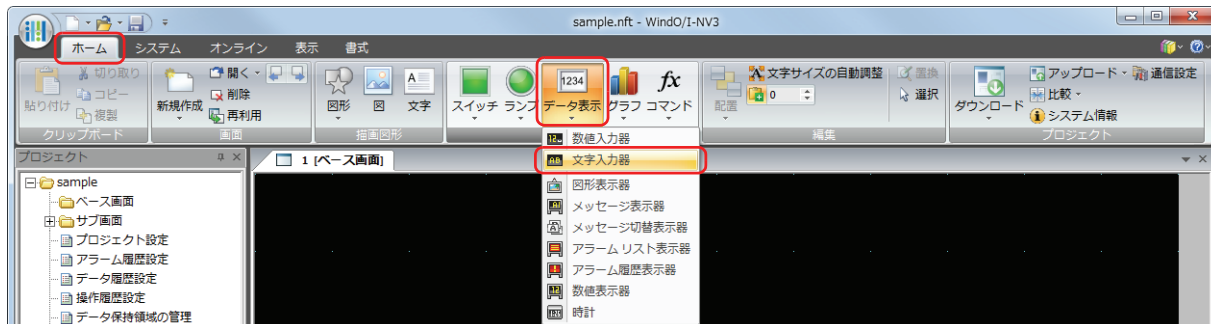 sample.nft - WindO/I-NV3
ホーム システム オンライン 表示 書式
切り取り
コピー
複製
貼り付け
クリップボード
新規作成
開く
削除
再利用
画面
図形 図 文字
描画図形
スイッチ ランプ データ表示 グラフ コマンド
1234
fx
配置
文字サイズの自動調整
0
置換
選択
編集
ダウンロード
アップロード
比較
システム情報
通信設定
プロジェクト
数値入力器
文字入力器
図形表示器
メッセージ表示器
メッセージ切替表示器
アラーム リスト表示器
アラーム履歴表示器
数値表示器
時計
プロジェクト
1 [ベース画面]
sample
ベース画面
サブ画面
プロジェクト設定
アラーム履歴設定
データ履歴設定
操作履歴設定
データ保持領域の管理